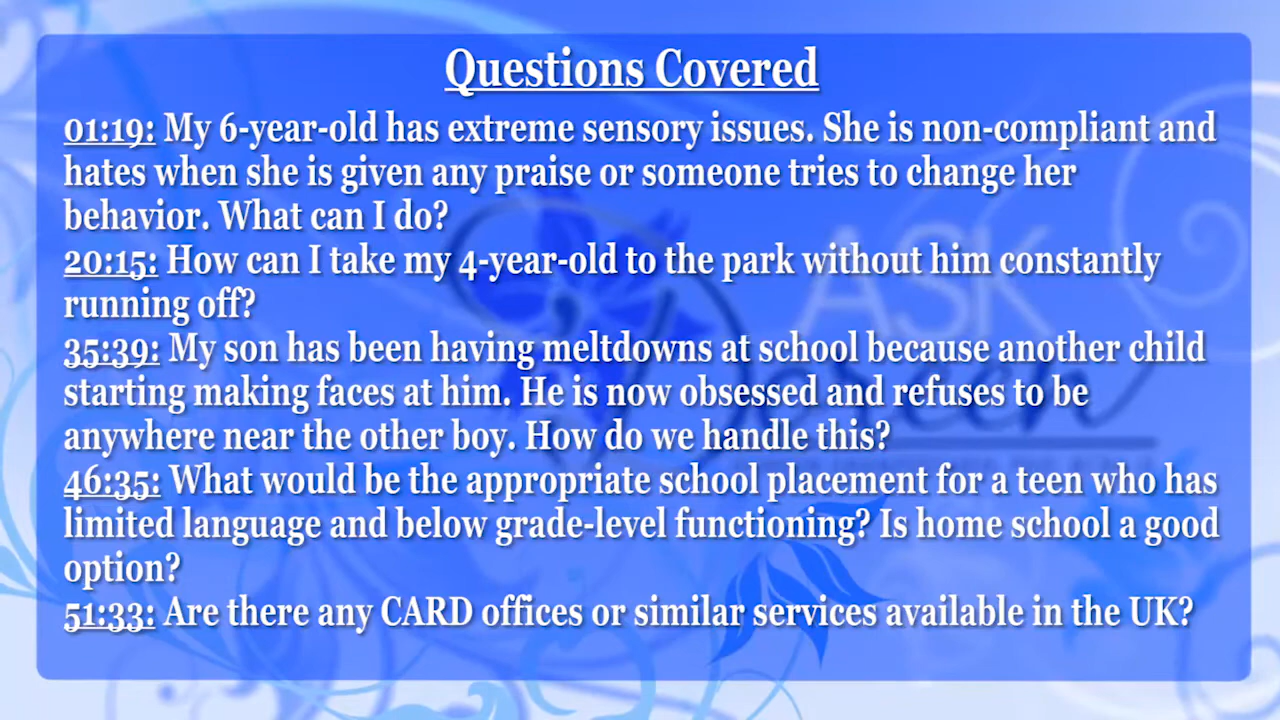 Questions Covered
01:19: My 6-year-old has extreme sensory issues. She is non-compliant and
hates when she is given any praise or someone tries to change her
behavior. What can I do?
20:15: How can I take my 4-year-old to the park without him constantly
running off?
35:39: My son has been having meltdowns at school because another child
starting making faces at him. He is now obsessed and refuses to be
anywhere near the other boy. How do we handle this?
46:35: What would be the appropriate school placement for a teen who has
limited language and below grade-level functioning? Is home school a good
option?
51:33: Are there any CARD offices or similar services available in the UK?
ASK
Doreen